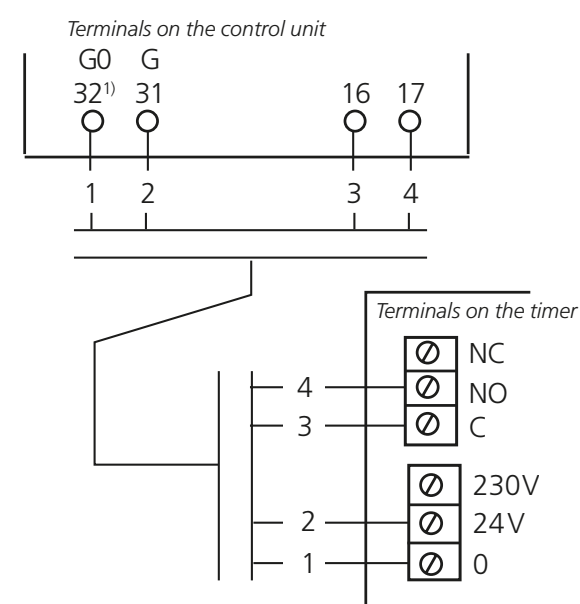 Terminals on the control unit
G0 G
32¹⁾ 31 16 17
1 2 3 4
Terminals on the timer
NC
4 NO
3 C
230V
2 24V
1 0